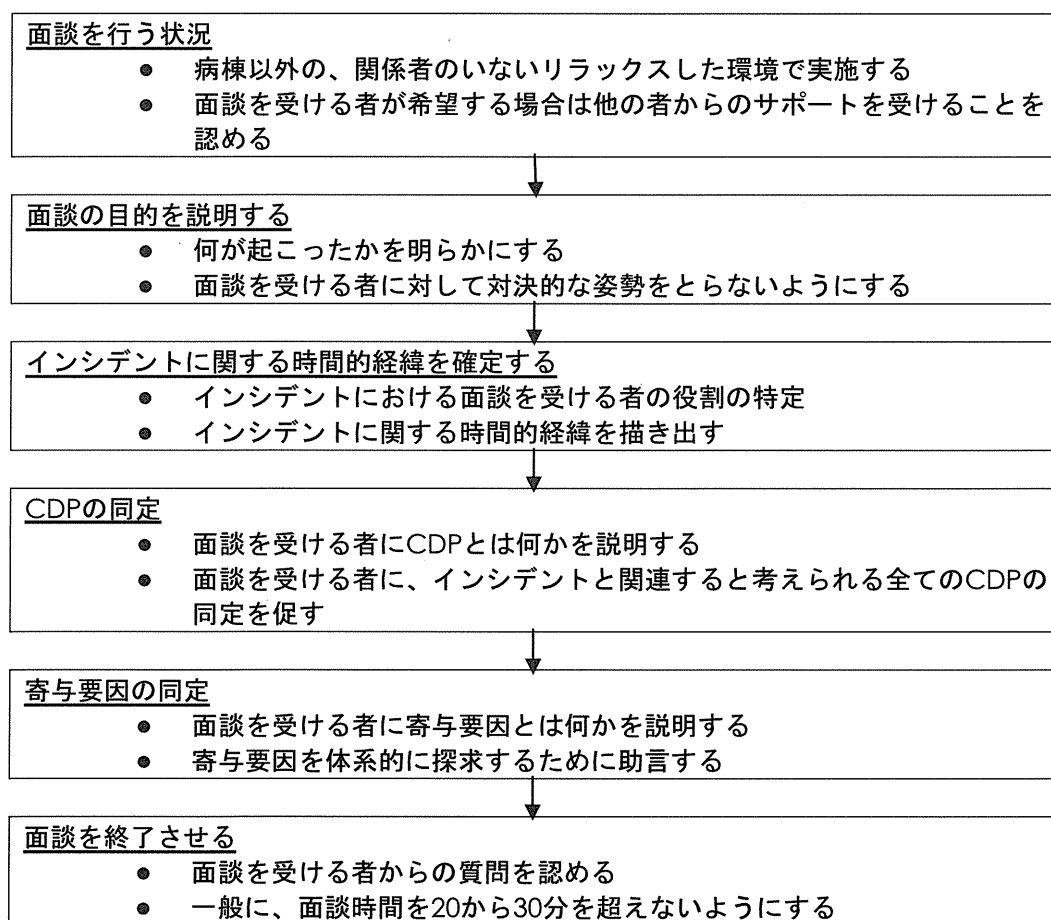 面談を行う状況
● 病棟以外の、関係者のいないリラックスした環境で実施する
● 面談を受ける者が希望する場合は他の者からのサポートを受けることを
認める
面談の目的を説明する
● 何が起こったかを明らかにする
● 面談を受ける者に対して対決的な姿勢をとらないようにする
インシデントに関する時間的経緯を確定する
● インシデントにおける面談を受ける者の役割の特定
● インシデントに関する時間的経緯を描き出す
CDPの同定
● 面談を受ける者にCDPとは何かを説明する
● 面談を受ける者に、インシデントと関連すると考えられる全てのCDPの
同定を促す
寄与要因の同定
● 面談を受ける者に寄与要因とは何かを説明する
● 寄与要因を体系的に探求するために助言する
面談を終了させる
● 面談を受ける者からの質問を認める
● 一般に、面談時間を20から30分を超えないようにする